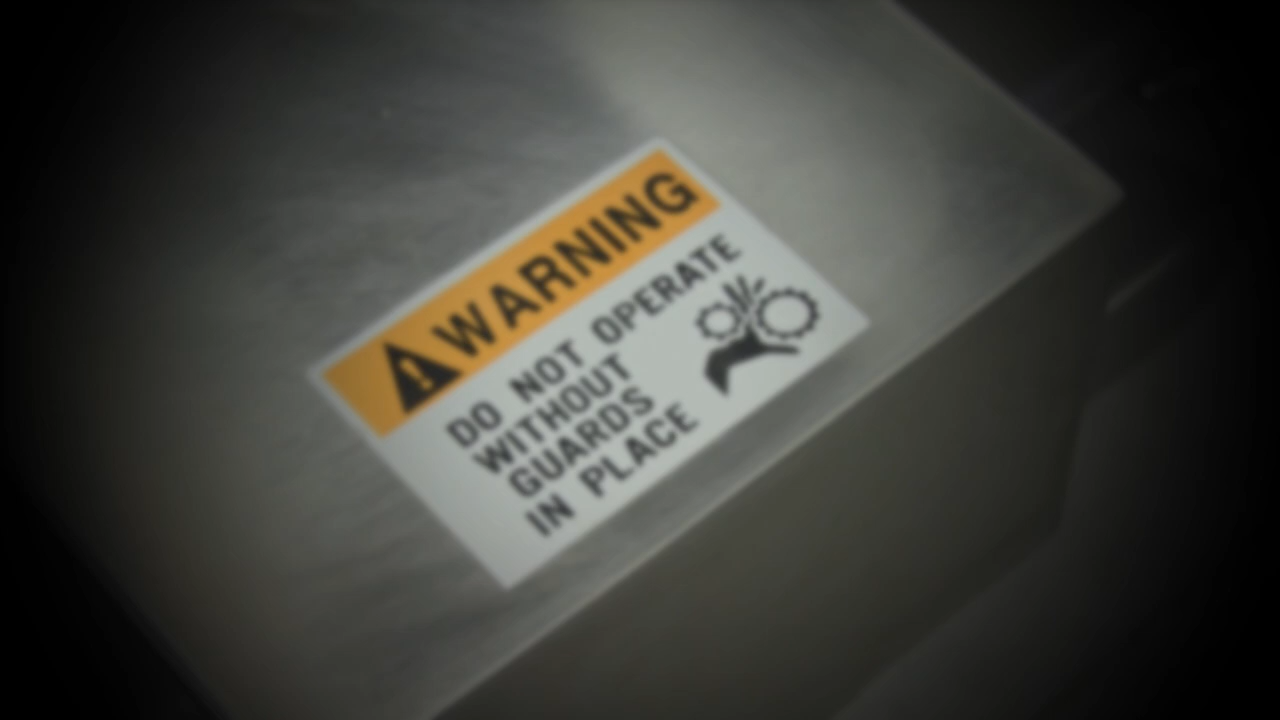 WARNING
DO NOT OPERATE
WITHOUT
GUARDS
IN PLACE